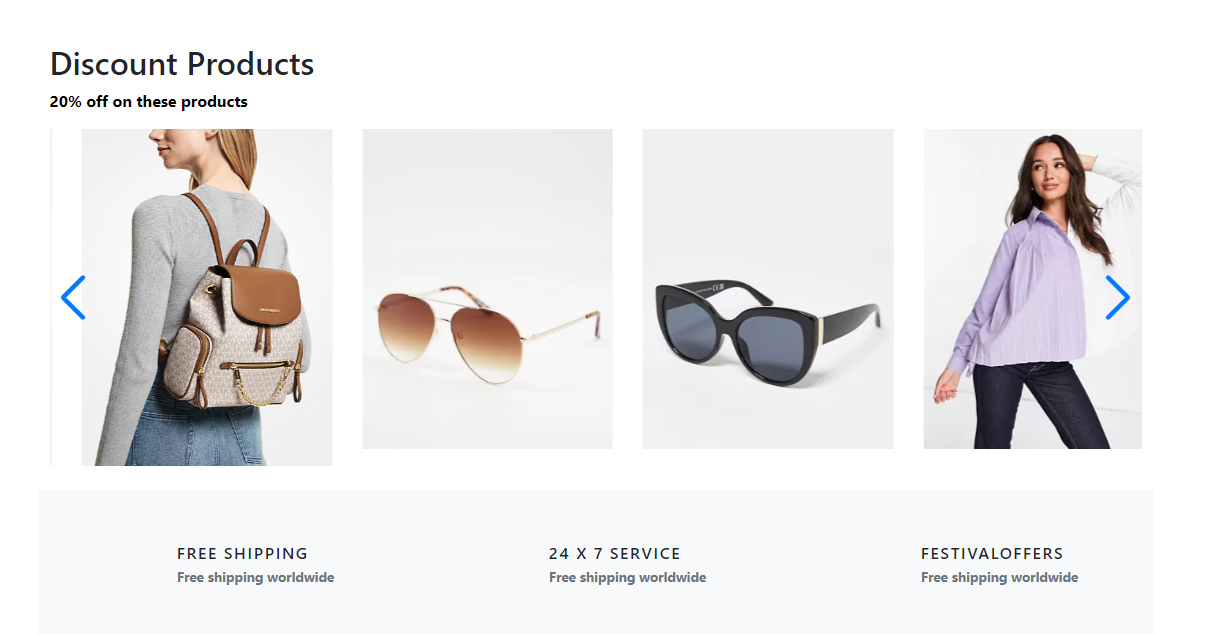 Discount Products
20% off on these products
FREE SHIPPING
Free shipping worldwide
24 X 7 SERVICE
Free shipping worldwide
FESTIVALOFFERS
Free shipping worldwide